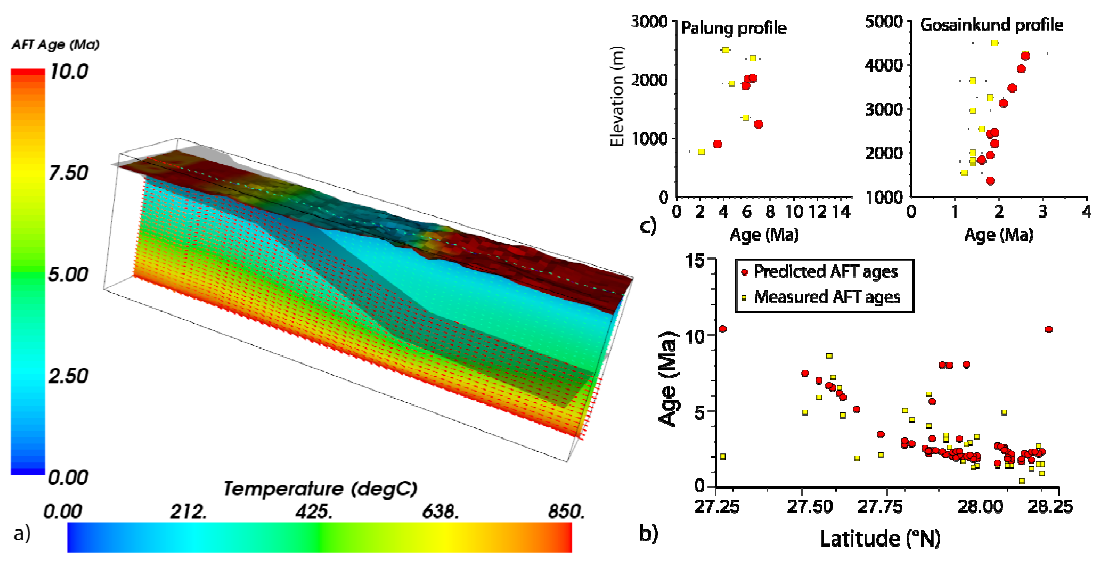 AFT Age (Ma)
10.0
7.50
5.00
2.50
0.00
Temperature (degC)
0.00 212. 425. 638. 850.
a)
3000
2000
1000
0
Elevation (m)
Palung profile
0 2 4 6 8 10 12 14
Age (Ma)
c)
5000
4000
3000
2000
1000
Gosainkund profile
0 1 2 3 4
Age (Ma)
15
10
5
0
Age (Ma)
Predicted AFT ages
Measured AFT ages
27.25 27.50 27.75 28.00 28.25
Latitude (°N)
b)